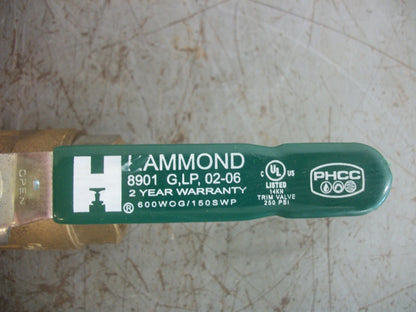 OPEN
H
HAMMOND
8901 G,LP, 02-06
2 YEAR WARRANTY
®
600WOG/150SWP
C UL US
LISTED
14KN
TRIM VALVE
250 PSI
PHCC